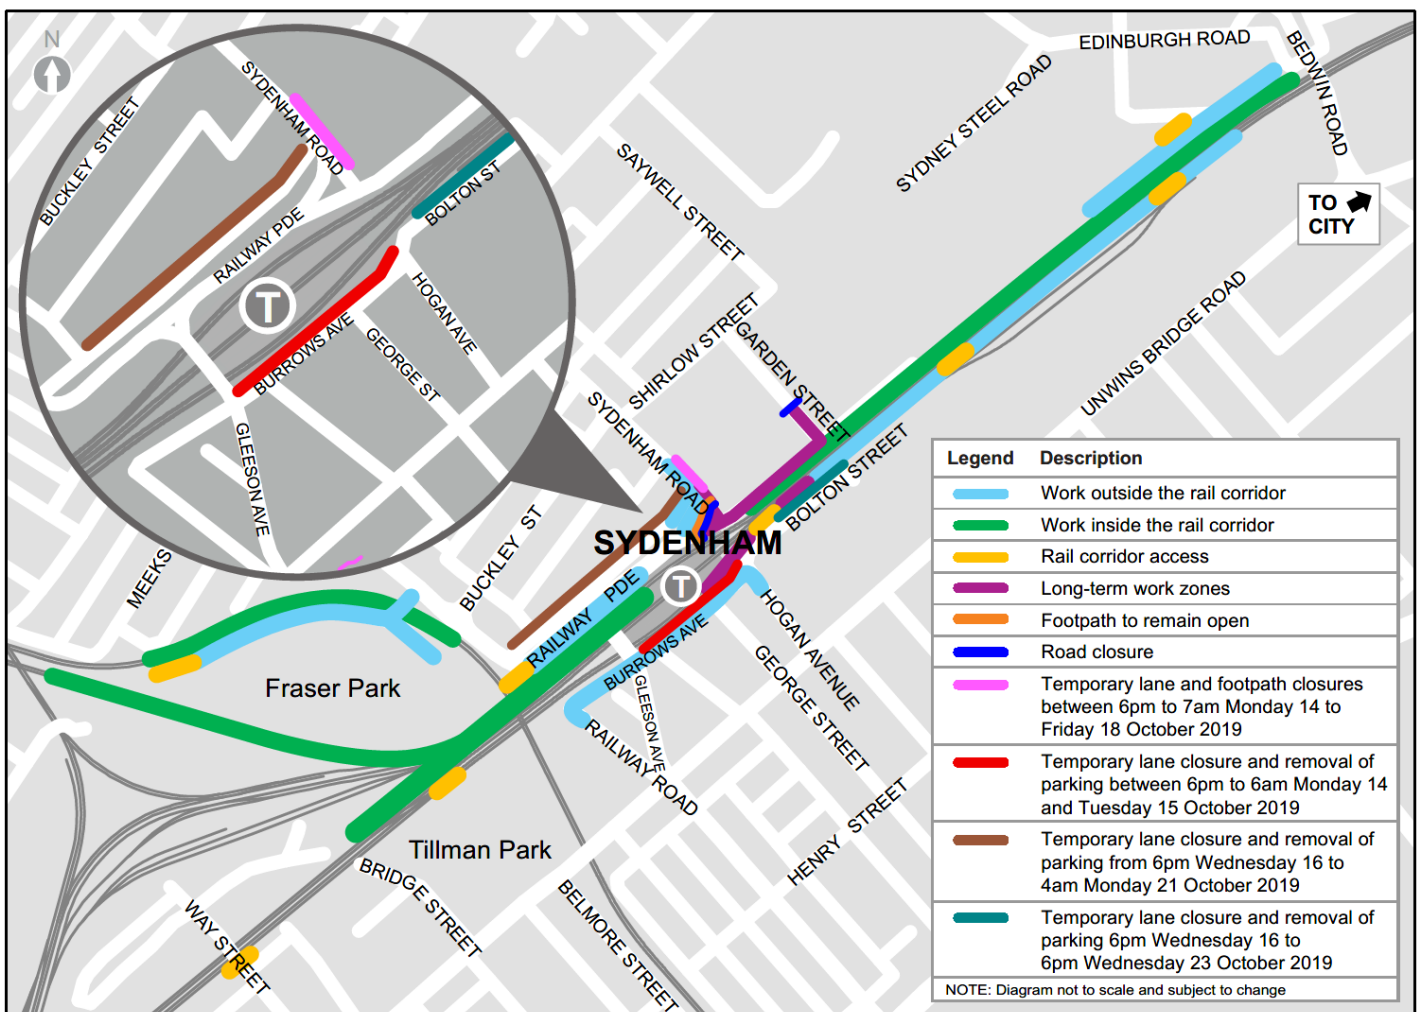 N
EDINBURGH ROAD
BEDWIN ROAD
SYDNEY STEEL ROAD
TO
CITY
SYDENHAM ROAD
BUCKLEY STREET
RAILWAY PDE
BOLTON ST
T
HOGAN AVE
BURROWS AVE
GEORGE ST
GLEESON AVE
SAYWELL STREET
SHIRLOW STREET
GARDEN STREET
UNWINS BRIDGE ROAD
SYDENHAM ROAD
BOLTON STREET
SYDENHAM
MEEKS
BUCKLEY ST
T
RAILWAY PDE
BURROWS AVE
HOGAN AVENUE
GEORGE STREET
GLEESON AVE
RAILWAY ROAD
HENRY STREET
Fraser Park
Tillman Park
BRIDGE STREET
BELMORE STREET
WAY STREET
Legend Description
Work outside the rail corridor
Work inside the rail corridor
Rail corridor access
Long-term work zones
Footpath to remain open
Road closure
Temporary lane and footpath closures
between 6pm to 7am Monday 14 to
Friday 18 October 2019
Temporary lane closure and removal of
parking between 6pm to 6am Monday 14
and Tuesday 15 October 2019
Temporary lane closure and removal of
parking from 6pm Wednesday 16 to
4am Monday 21 October 2019
Temporary lane closure and removal of
parking 6pm Wednesday 16 to
6pm Wednesday 23 October 2019
NOTE: Diagram not to scale and subject to change